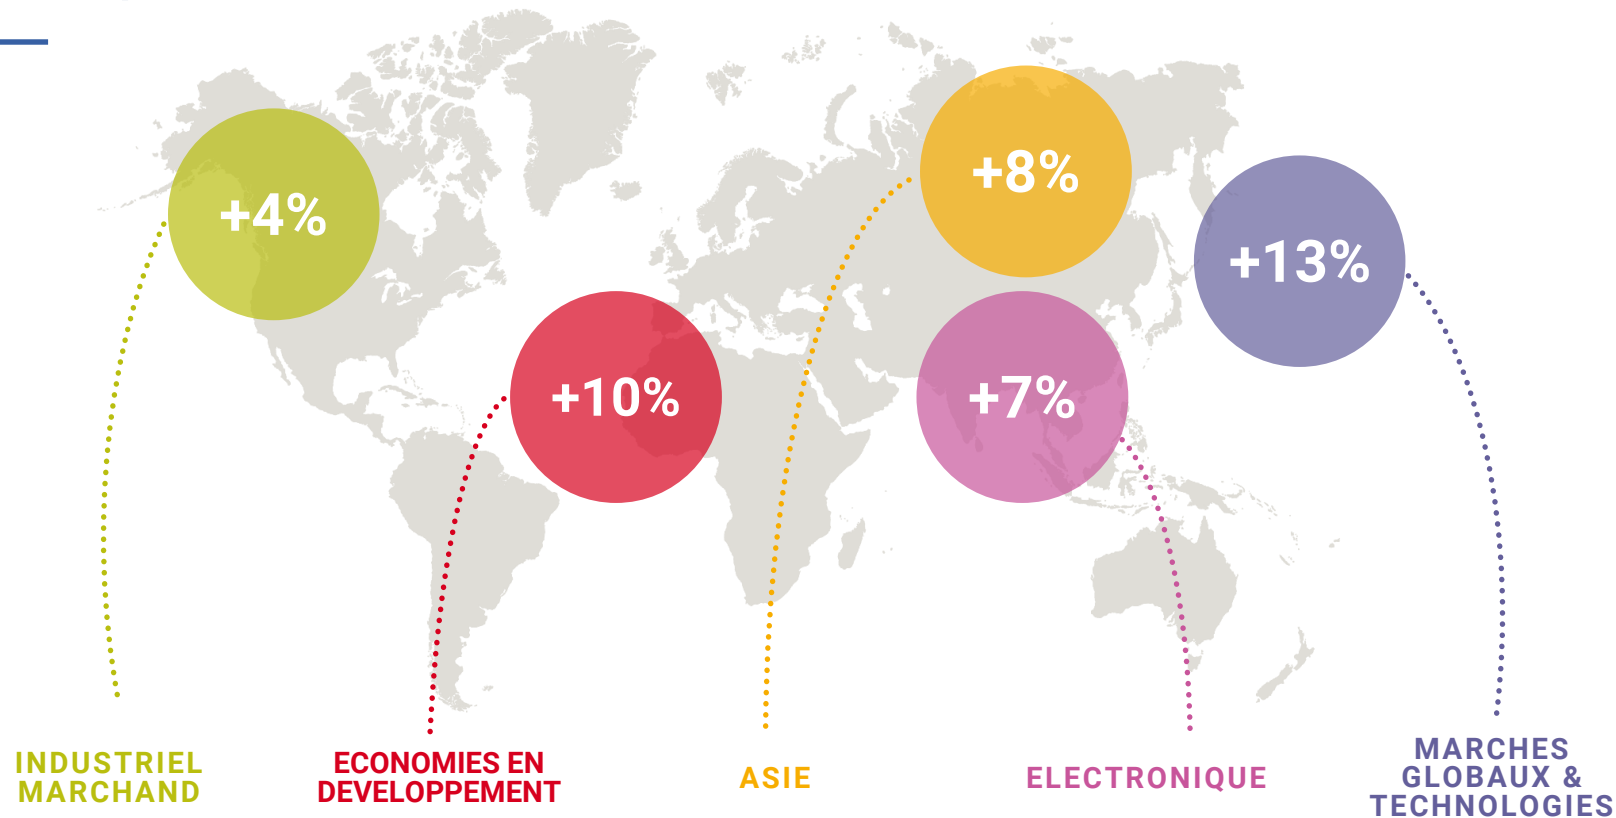 +4%
+10%
+8%
+7%
+13%
INDUSTRIEL
MARCHAND
ECONOMIES EN
DEVELOPPEMENT
ASIE
ELECTRONIQUE
MARCHES
GLOBAUX &
TECHNOLOGIES